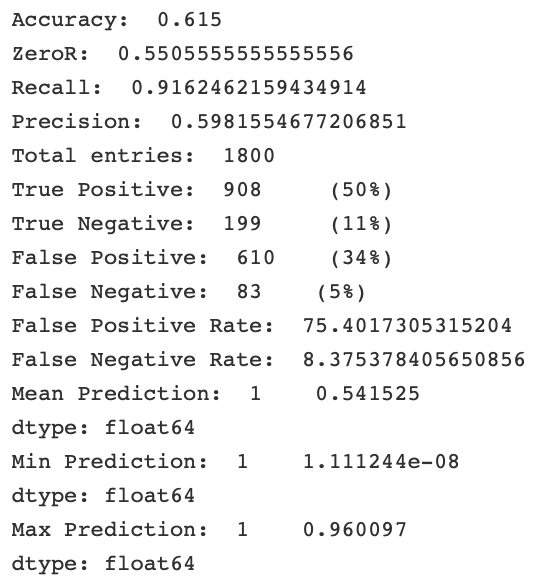 Accuracy:  0.615
ZeroR:  0.5505555555555556
Recall:  0.9162462159434914
Precision:  0.5981554677206851
Total entries:  1800
True Positive:  908     (50%)
True Negative:  199     (11%)
False Positive:  610    (34%)
False Negative:  83    (5%)
False Positive Rate:  75.4017305315204
False Negative Rate:  8.375378405650856
Mean Prediction:  1    0.541525
dtype: float64
Min Prediction:  1    1.111244e-08
dtype: float64
Max Prediction:  1    0.960097
dtype: float64